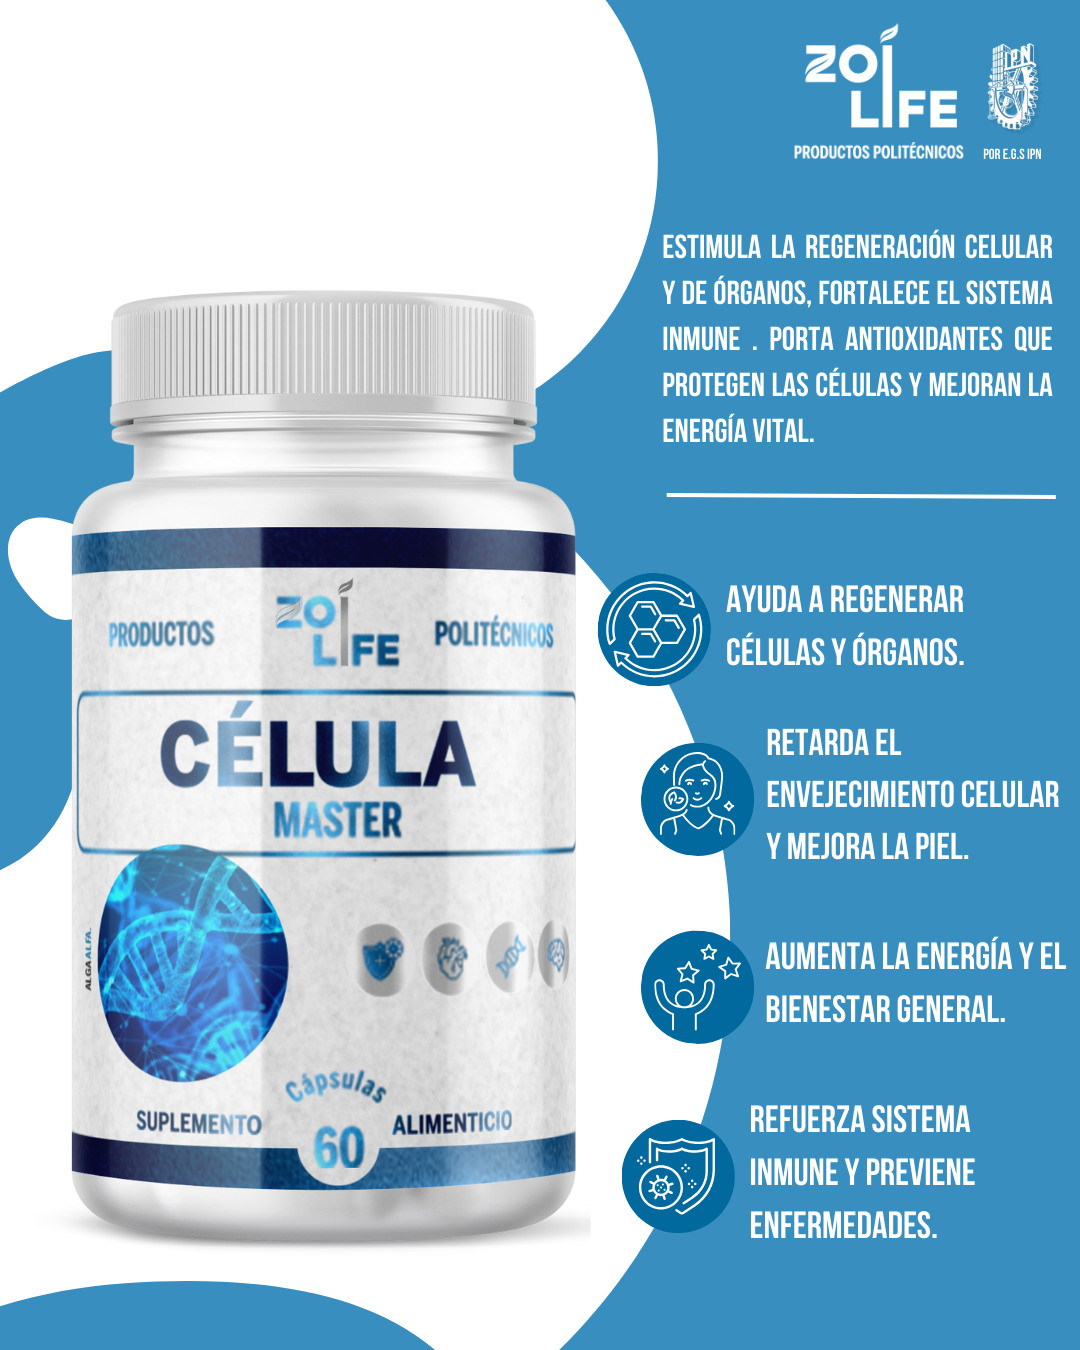 ZOÍ
LIFE
PRODUCTOS POLITÉCNICOS
IPN
POR E.G.S IPN
ESTIMULA LA REGENERACIÓN CELULAR
Y DE ÓRGANOS, FORTALECE EL SISTEMA
INMUNE . PORTA ANTIOXIDANTES QUE
PROTEGEN LAS CÉLULAS Y MEJORAN LA
ENERGÍA VITAL.
AYUDA A REGENERAR
CÉLULAS Y ÓRGANOS.
RETARDA EL
ENVEJECIMIENTO CELULAR
Y MEJORA LA PIEL.
AUMENTA LA ENERGÍA Y EL
BIENESTAR GENERAL.
REFUERZA SISTEMA
INMUNE Y PREVIENE
ENFERMEDADES.
PRODUCTOS
ZOÍ
LIFE
POLITÉCNICOS
CÉLULA
MASTER
ALGA ALFA.
Cápsulas
60
SUPLEMENTO
ALIMENTICIO